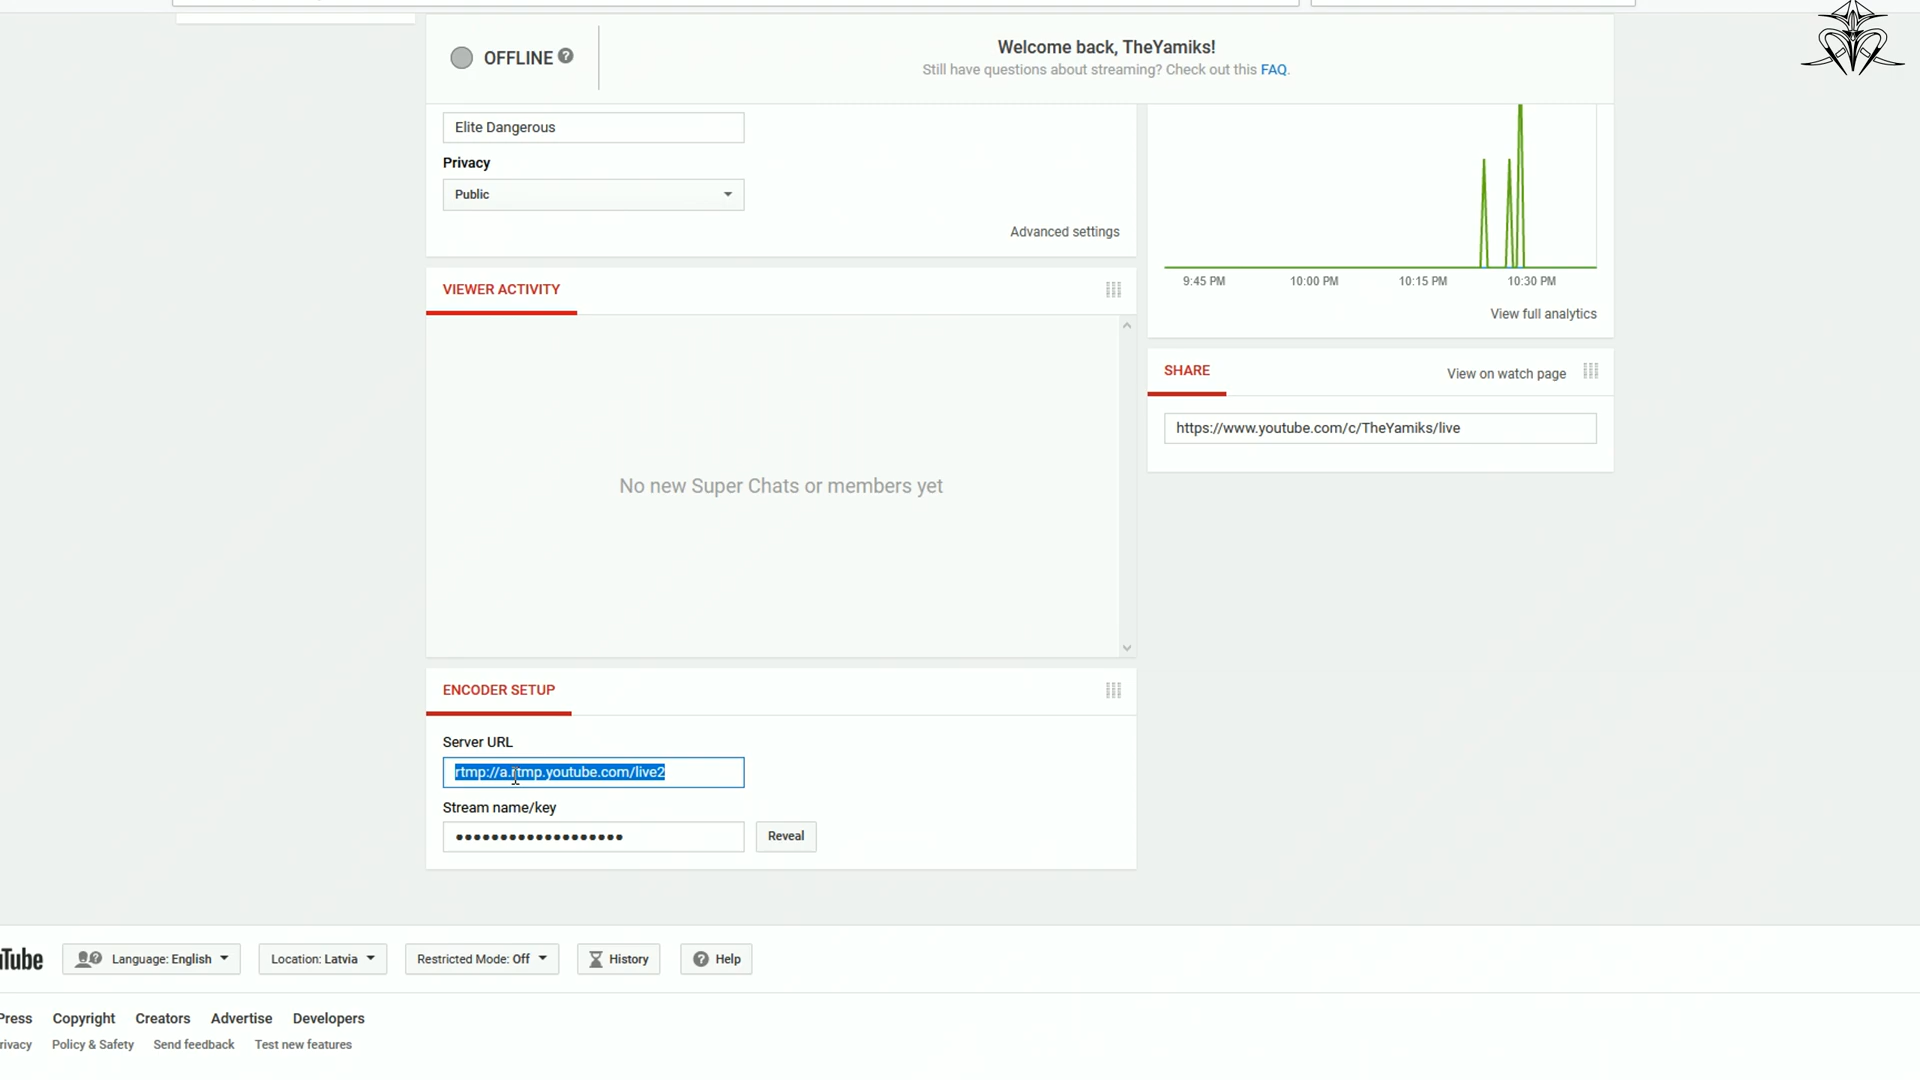 OFFLINE ?
Welcome back, TheYamiks!
Still have questions about streaming? Check out this FAQ.
Elite Dangerous
Privacy
Public
Advanced settings
9:45 PM 10:00 PM 10:15 PM 10:30 PM
View full analytics
VIEWER ACTIVITY
No new Super Chats or members yet
SHARE
View on watch page
https://www.youtube.com/c/TheYamiks/live
ENCODER SETUP
Server URL
rtmp://a.rtmp.youtube.com/live2
Stream name/key
••••••••••••••••••• Reveal
uTube
Language: English
Location: Latvia
Restricted Mode: Off
History
Help
Press Copyright Creators Advertise Developers
rivacy Policy & Safety Send feedback Test new features